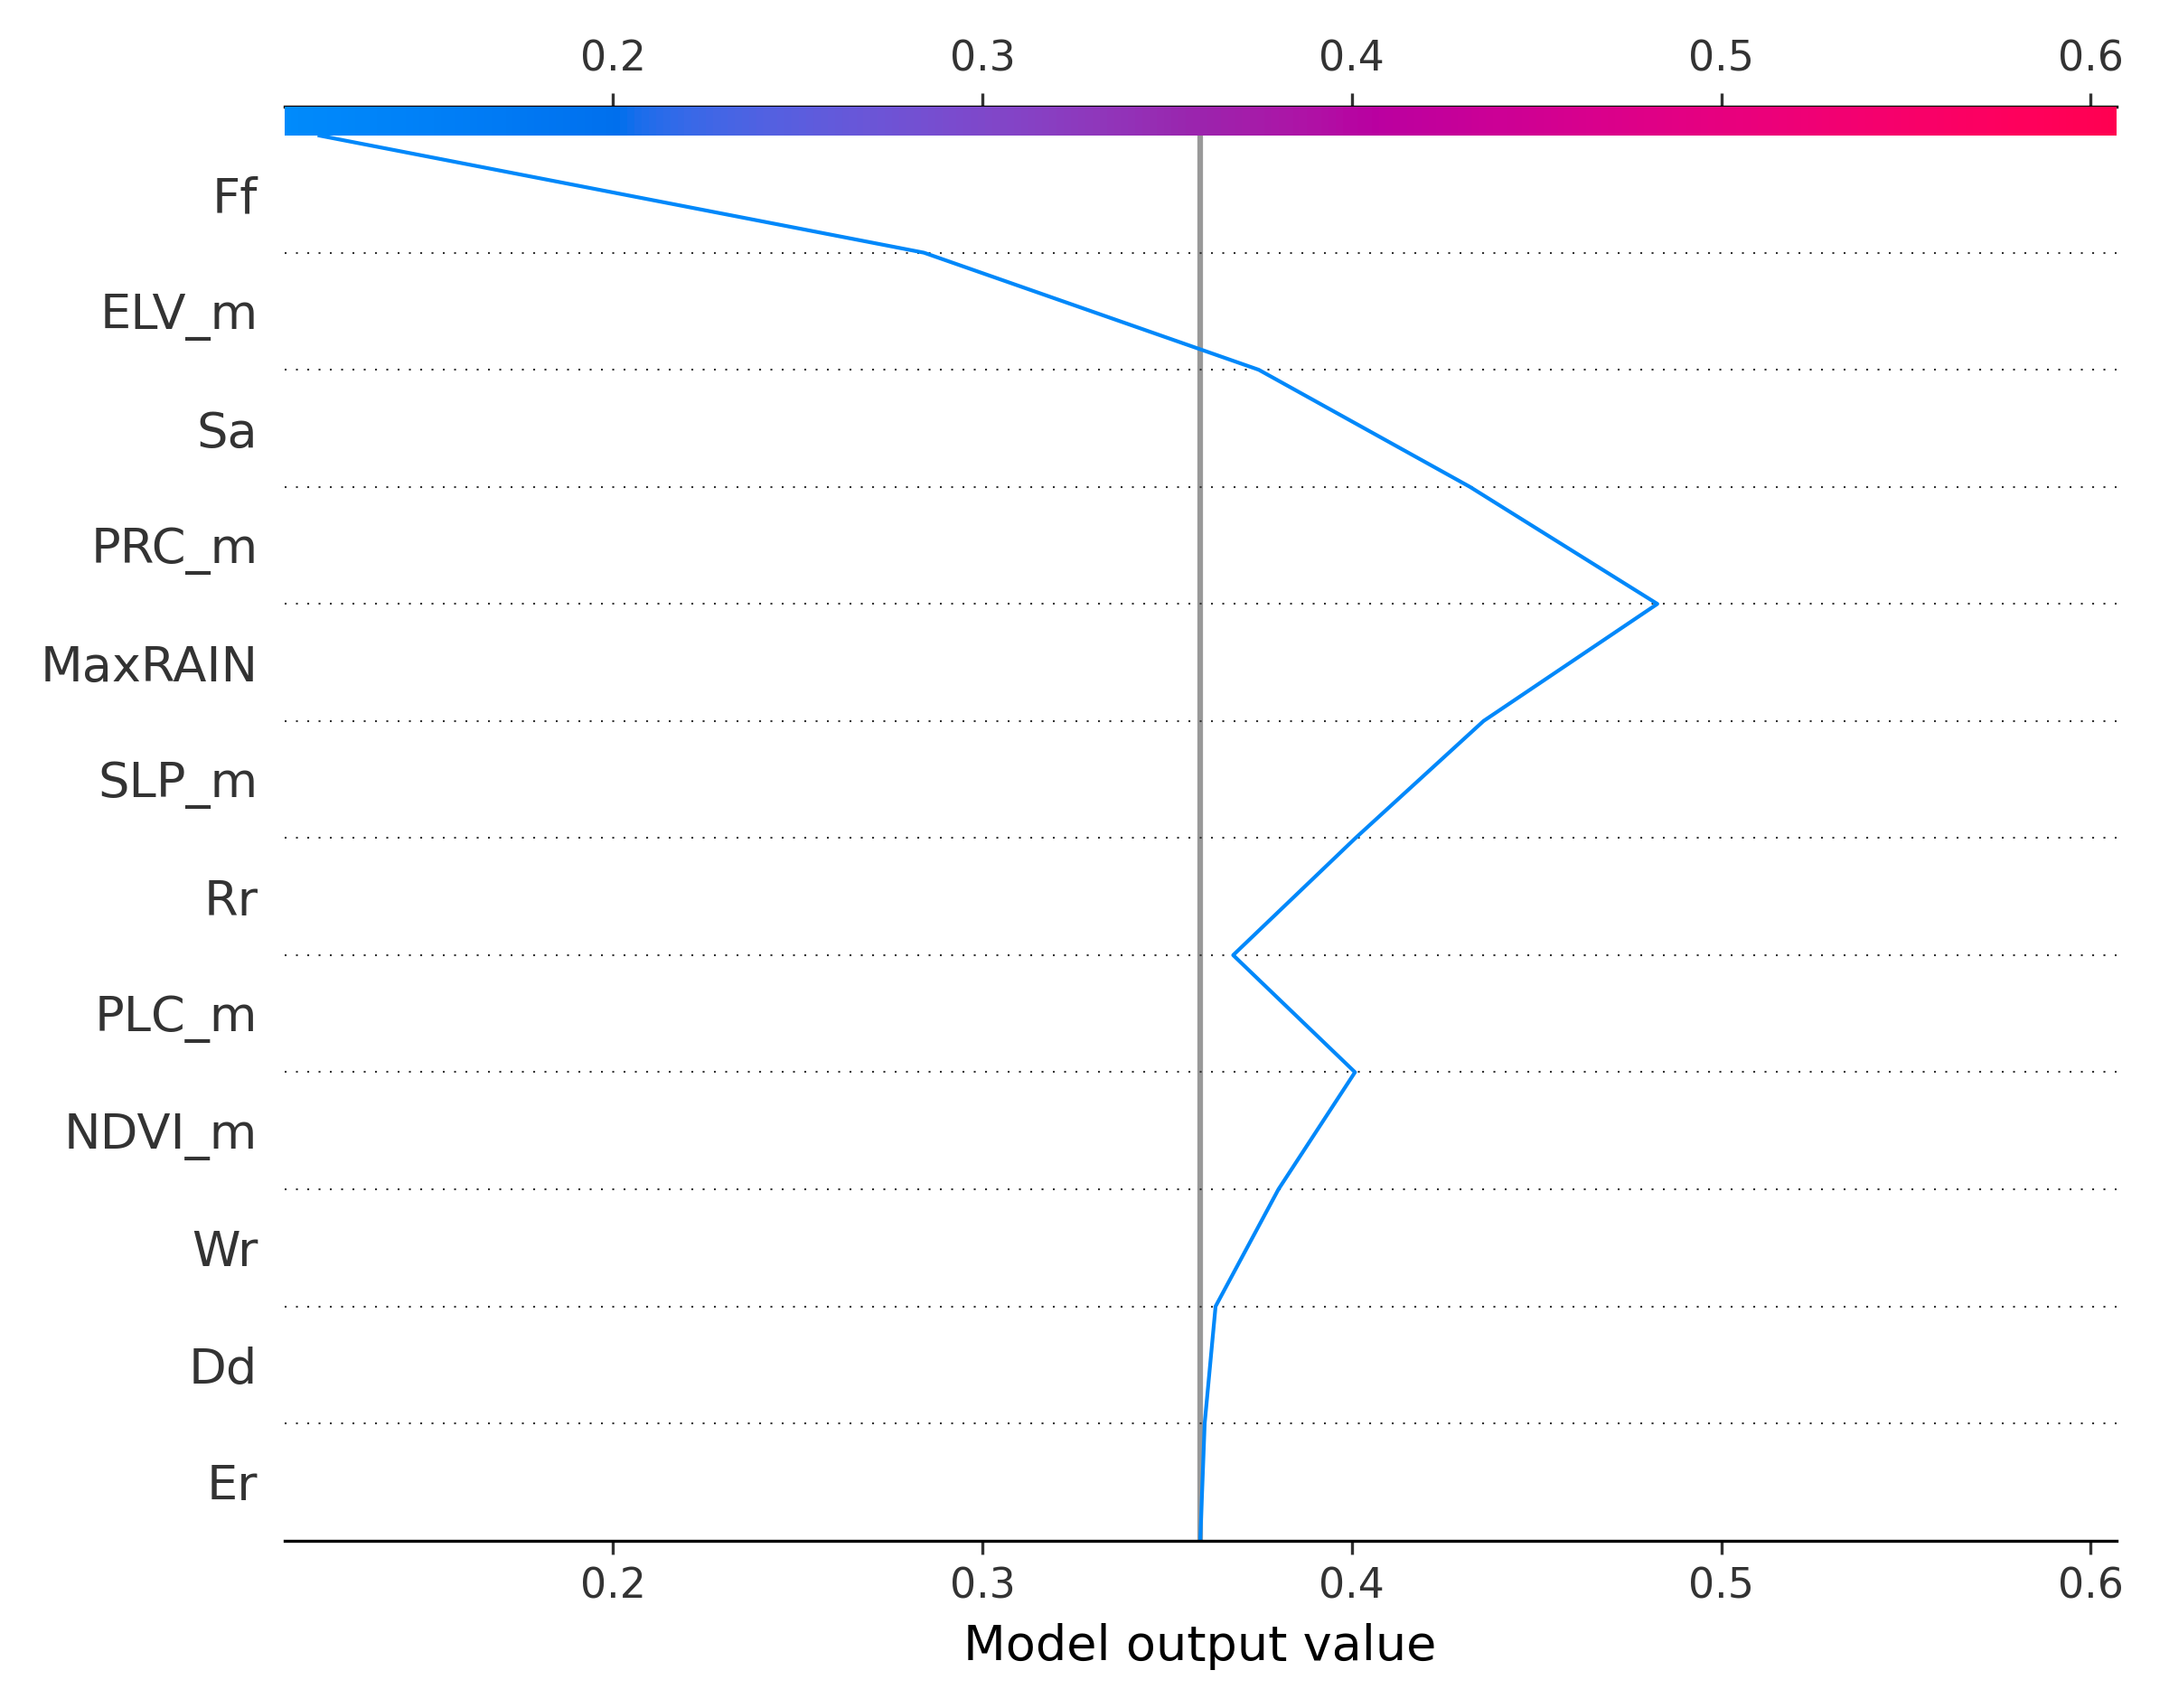 0.2 0.3 0.4 0.5 0.6
Ff
ELV_m
Sa
PRC_m
MaxRAIN
SLP_m
Rr
PLC_m
NDVI_m
Wr
Dd
Er
0.2 0.3 0.4 0.5 0.6
Model output value